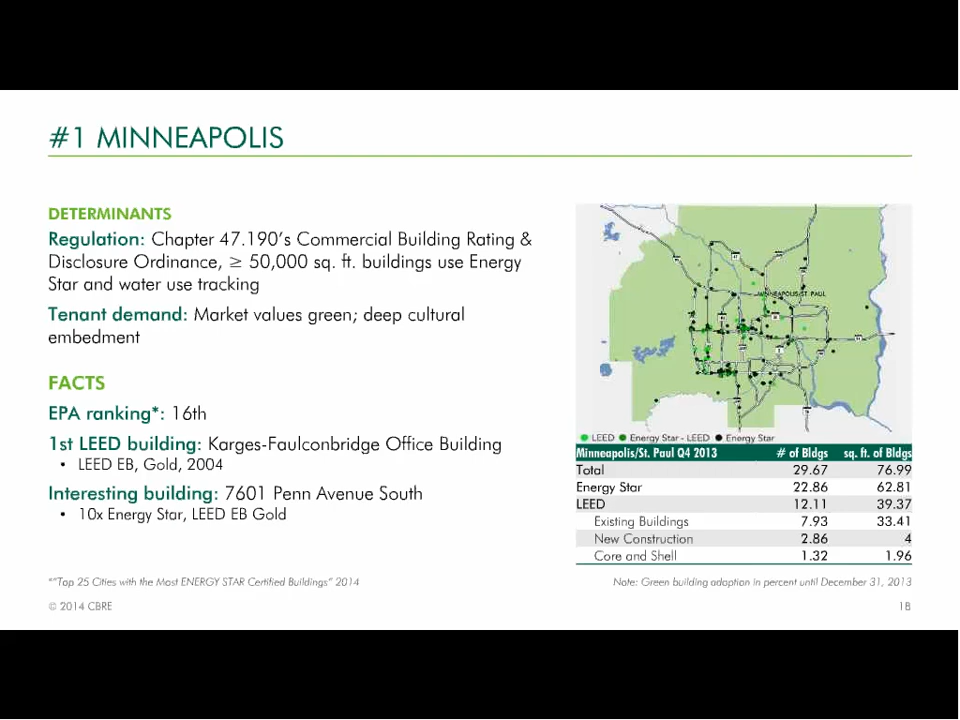 #1 MINNEAPOLIS
DETERMINANTS
Regulation: Chapter 47.190's Commercial Building Rating &
Disclosure Ordinance, ≥ 50,000 sq. ft. buildings use Energy
Star and water use tracking
Tenant demand: Market values green; deep cultural
embedment
FACTS
EPA ranking*: 16th
1st LEED building: Karges-Faulconbridge Office Building
• LEED EB, Gold, 2004
Interesting building: 7601 Penn Avenue South
• 10x Energy Star, LEED EB Gold
MINNEAPOLIS/ST. PAUL
LEED Energy Star - LEED Energy Star
Minneapolis/St. Paul Q4 2013 # of Bldgs sq. ft. of Bldgs
Total 29.67 76.99
Energy Star 22.86 62.81
LEED 12.11 39.37
Existing Buildings 7.93 33.41
New Construction 2.86 4
Core and Shell 1.32 1.96
*"Top 25 Cities with the Most ENERGY STAR Certified Buildings" 2014
Note: Green building adoption in percent until December 31, 2013
© 2014 CBRE
18